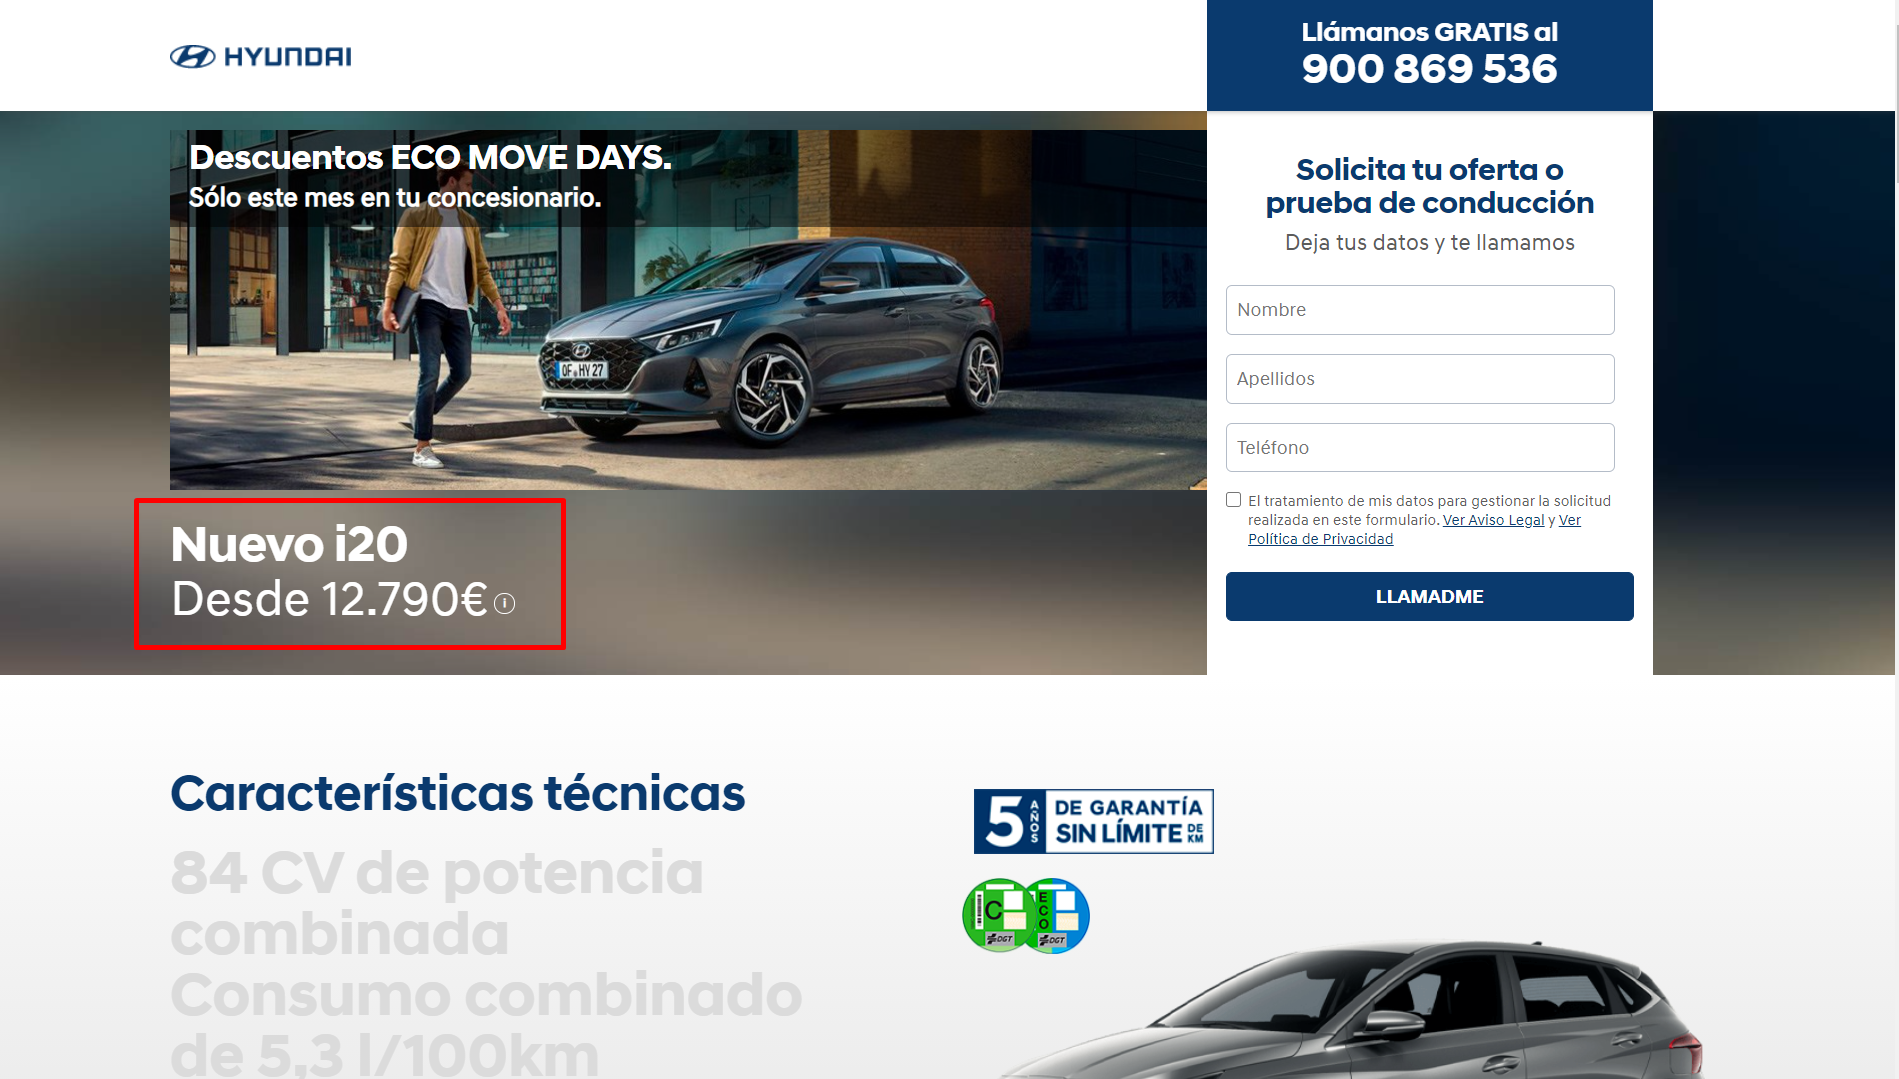 HYUNDAI
Llámanos GRATIS al
900 869 536
Descuentos ECO MOVE DAYS.
Sólo este mes en tu concesionario.
OF HY 27
Nuevo i20
Desde 12.790€
Solicita tu oferta o
prueba de conducción
Deja tus datos y te llamamos
Nombre
Apellidos
Teléfono
El tratamiento de mis datos para gestionar la solicitud
realizada en este formulario. Ver Aviso Legal y Ver
Política de Privacidad
LLAMADME
Características técnicas
84 CV de potencia
combinada
Consumo combinado
de 5,3 l/100km
5 AÑOS DE GARANTÍA
SIN LÍMITE DE KM
C
DGT
ECO
DGT